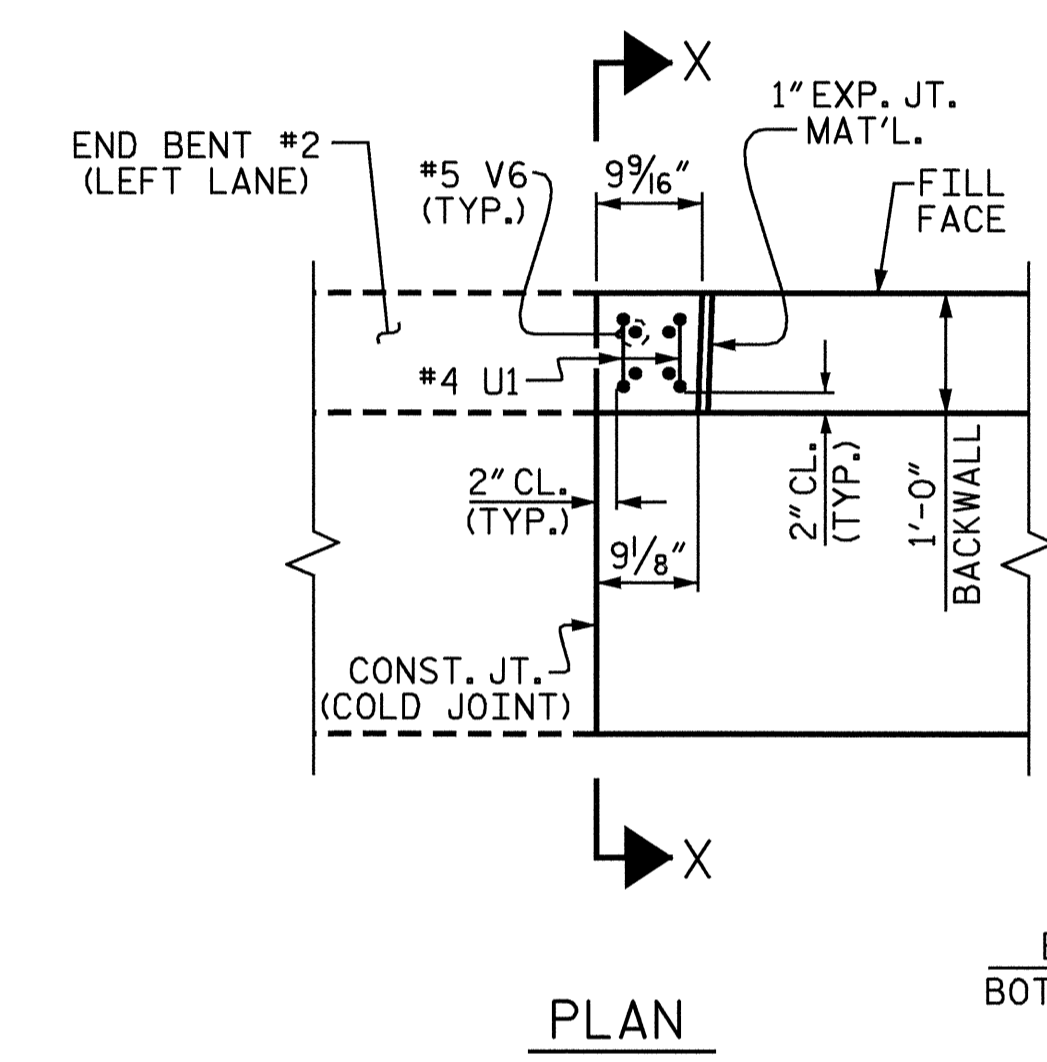 X
1" EXP. JT.
MAT'L.
END BENT #2
(LEFT LANE)
#5 V6
(TYP.)
9 9/16"
FILL
FACE
#4 U1
2" CL.
(TYP.)
2" CL.
(TYP.)
1'-0"
BACKWALL
9 1/8"
CONST. JT.
(COLD JOINT)
X
BOT
PLAN